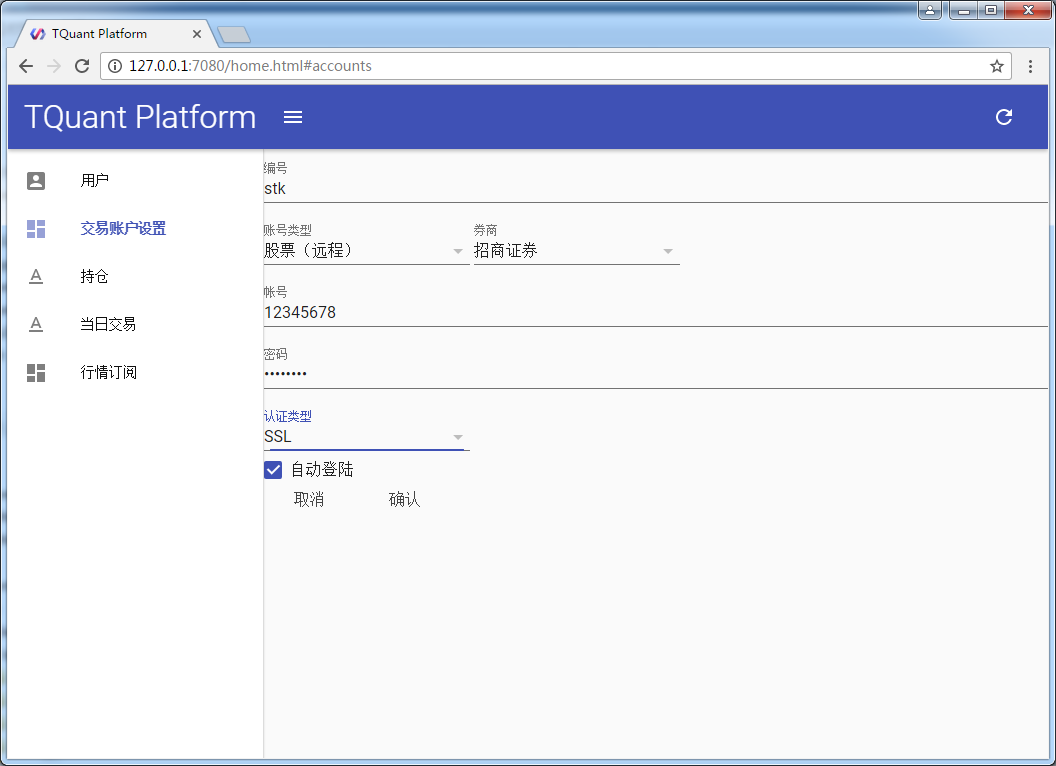 TQuant Platform
127.0.0.1:7080/home.html#accounts
TQuant Platform
用户
交易账户设置
持仓
当日交易
行情订阅
编号
stk
账号类型 券商
股票（远程） 招商证券
帐号
12345678
密码
••••••••
认证类型
SSL
自动登陆
取消 确认